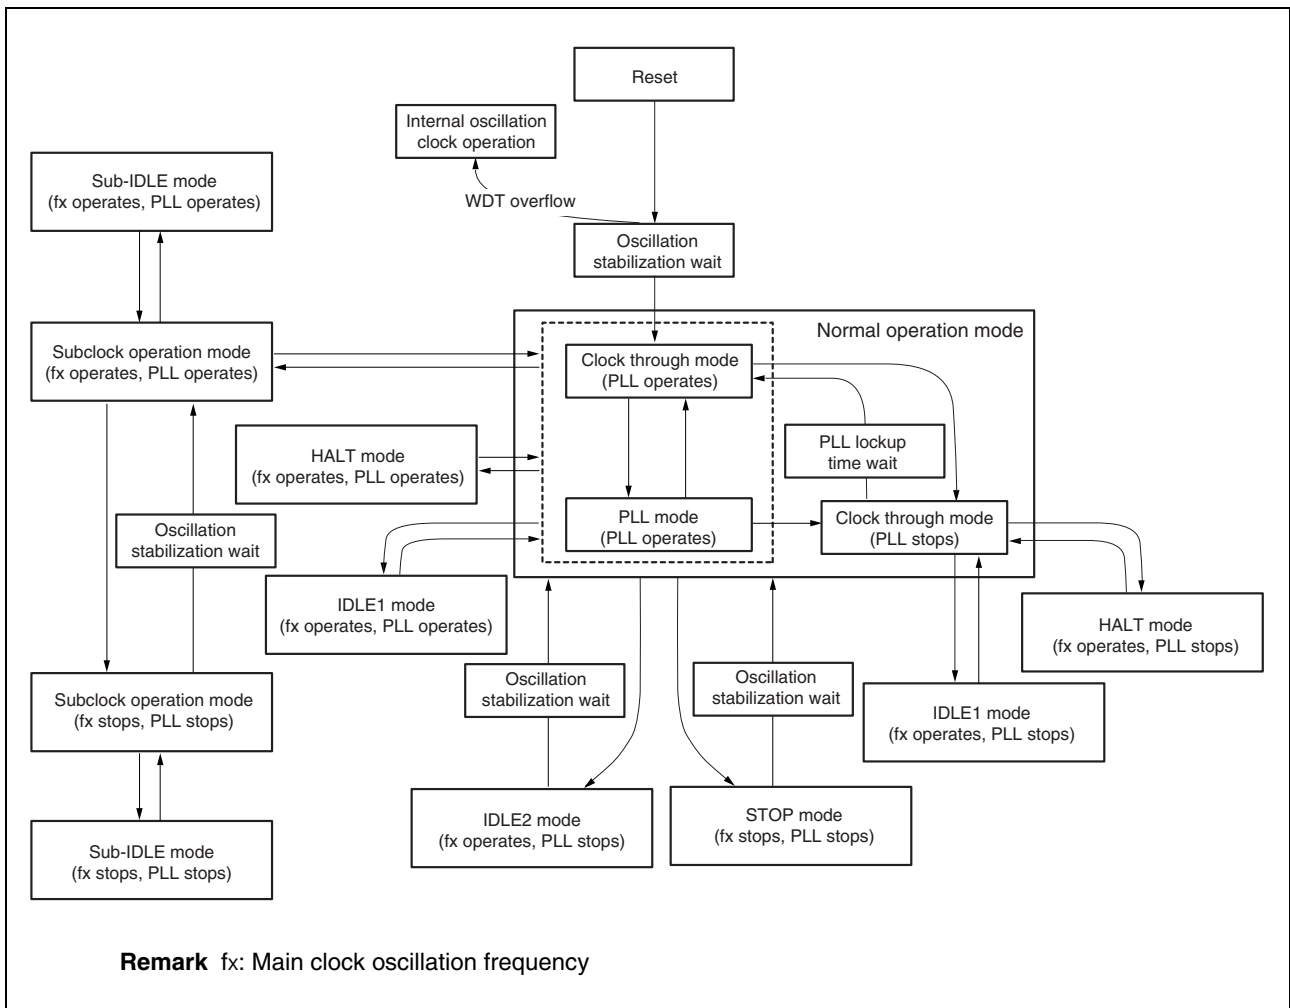 Reset
Internal oscillation
clock operation
WDT overflow
Sub-IDLE mode
(fx operates, PLL operates)
Oscillation
stabilization wait
Normal operation mode
Subclock operation mode
(fx operates, PLL operates)
Clock through mode
(PLL operates)
HALT mode
(fx operates, PLL operates)
PLL lockup
time wait
Oscillation
stabilization wait
PLL mode
(PLL operates)
Clock through mode
(PLL stops)
IDLE1 mode
(fx operates, PLL operates)
HALT mode
(fx operates, PLL stops)
Oscillation
stabilization wait
Oscillation
stabilization wait
Subclock operation mode
(fx stops, PLL stops)
IDLE1 mode
(fx operates, PLL stops)
IDLE2 mode
(fx operates, PLL stops)
STOP mode
(fx stops, PLL stops)
Sub-IDLE mode
(fx stops, PLL stops)
Remark fx: Main clock oscillation frequency